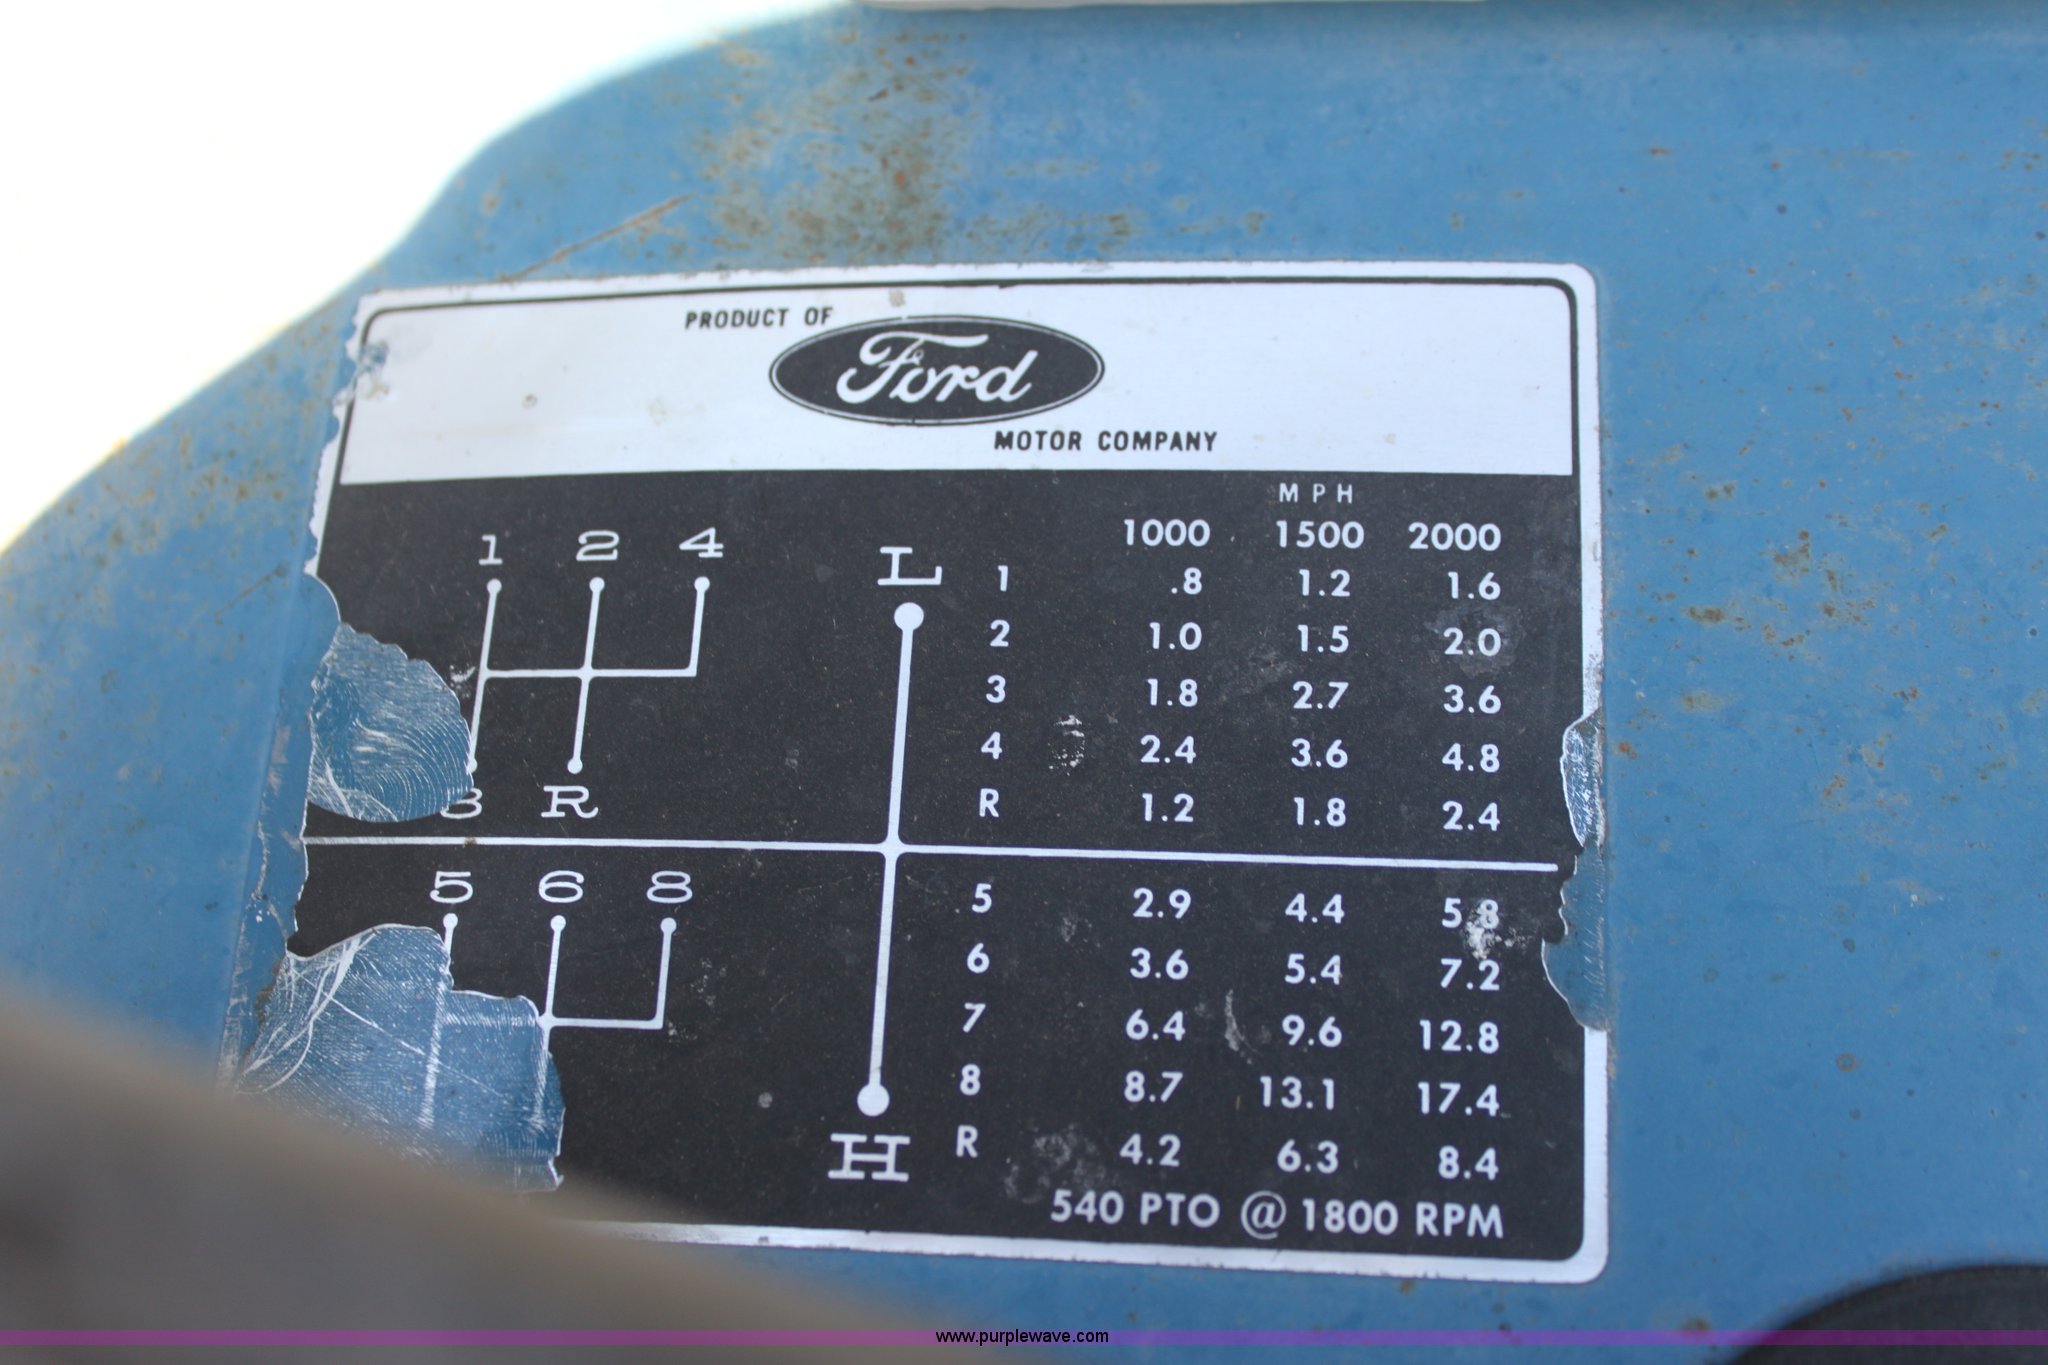 PRODUCT OF
Ford
MOTOR COMPANY
MPH
1000 1500 2000
1 2 4 L
1 .8 1.2 1.6
2 1.0 1.5 2.0
3 1.8 2.7 3.6
4 2.4 3.6 4.8
3 R
R 1.2 1.8 2.4
5 6 8
5 2.9 4.4 5.8
6 3.6 5.4 7.2
7 6.4 9.6 12.8
8 8.7 13.1 17.4
H
R 4.2 6.3 8.4
540 PTO @ 1800 RPM
www.purplewave.com